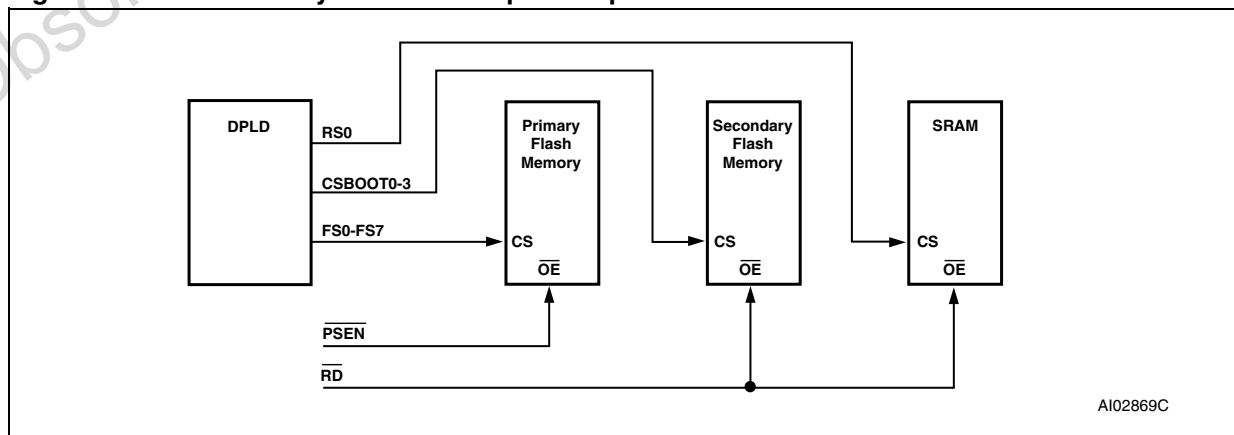 DPLD
RS0
CSBOOT0-3
FS0-FS7
Primary
Flash
Memory
CS
OE
Secondary
Flash
Memory
CS
OE
SRAM
CS
OE
PSEN
RD
AI02869C